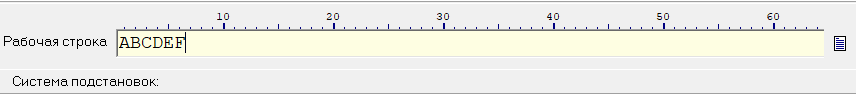 10 20 30 40 50 60
Рабочая строка ABCDEF
Система подстановок: